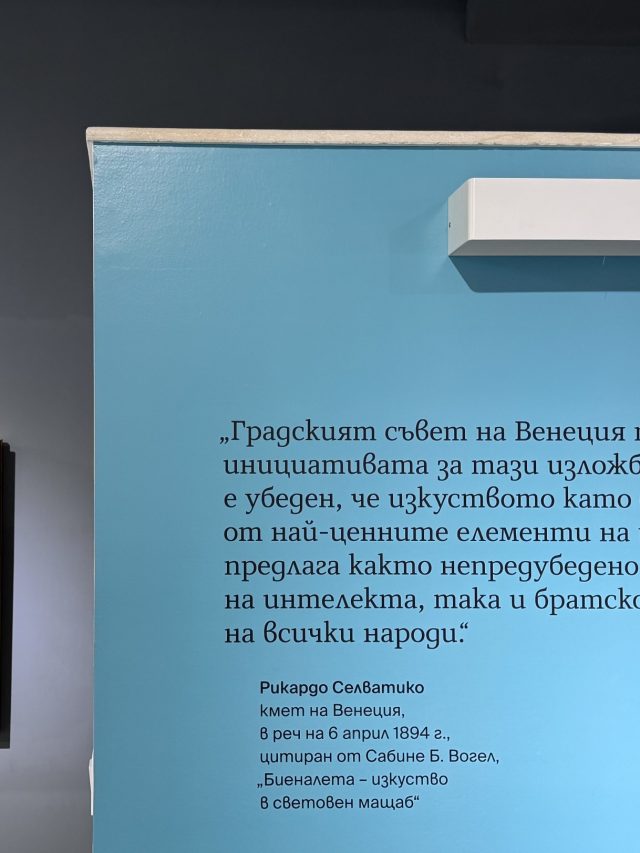 „Градският съвет на Венеция
инициативата за тази изложб
е убеден, че изкуството като
от най-ценните елементи на
предлага както непредубедено
на интелекта, така и братско
на всички народи.“
Рикардо Селватико
кмет на Венеция,
в реч на 6 април 1894 г.,
цитиран от Сабине Б. Вогел,
„Биеналета – изкуство
в световен мащаб“